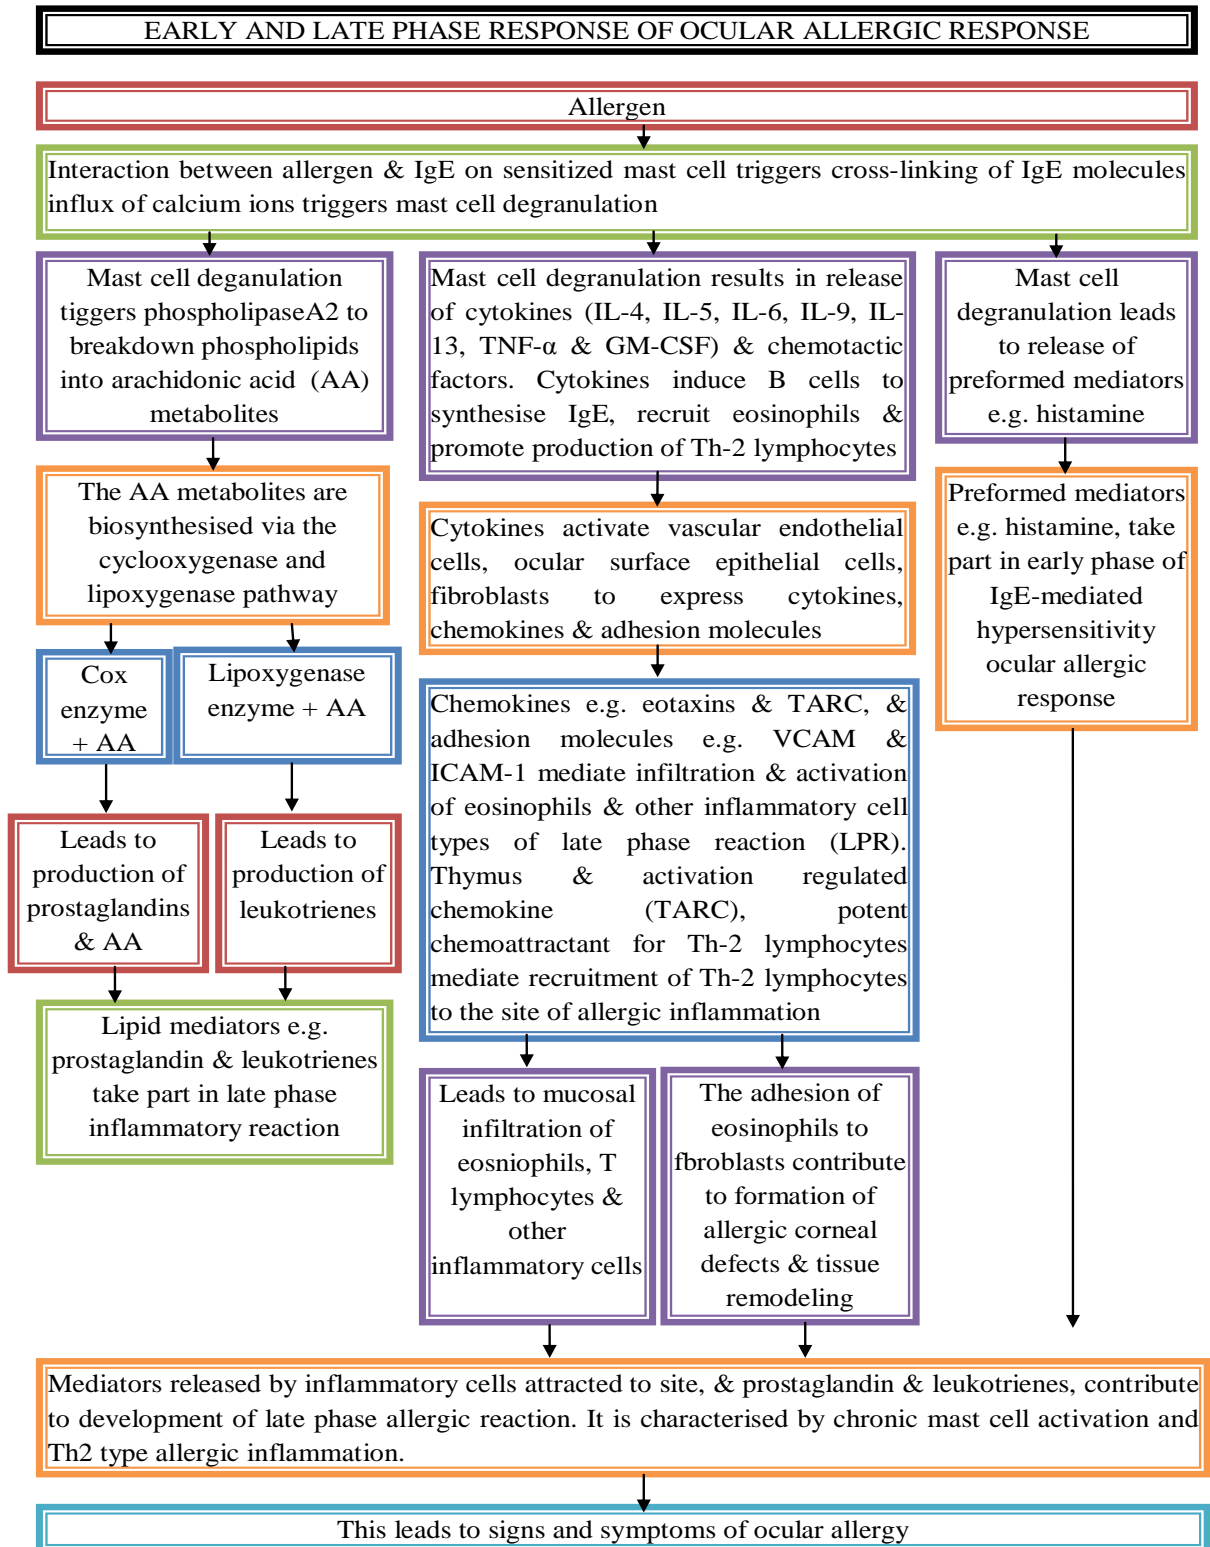 EARLY AND LATE PHASE RESPONSE OF OCULAR ALLERGIC RESPONSE
Allergen
Interaction between allergen & IgE on sensitized mast cell triggers cross-linking of IgE molecules
influx of calcium ions triggers mast cell degranulation
Mast cell deganulation
tiggers phospholipaseA2 to
breakdown phospholipids
into arachidonic acid (AA)
metabolites
Mast cell degranulation results in release
of cytokines (IL-4, IL-5, IL-6, IL-9, IL-
13, TNF-α & GM-CSF) & chemotactic
factors. Cytokines induce B cells to
synthesise IgE, recruit eosinophils &
promote production of Th-2 lymphocytes
Mast cell
degranulation leads
to release of
preformed mediators
e.g. histamine
The AA metabolites are
biosynthesised via the
cyclooxygenase and
lipoxygenase pathway
Cytokines activate vascular endothelial
cells, ocular surface epithelial cells,
fibroblasts to express cytokines,
chemokines & adhesion molecules
Preformed mediators
e.g. histamine, take
part in early phase of
IgE-mediated
hypersensitivity
ocular allergic
response
Cox
enzyme
+ AA
Lipoxygenase
enzyme + AA
Chemokines e.g. eotaxins & TARC, &
adhesion molecules e.g. VCAM &
ICAM-1 mediate infiltration & activation
of eosinophils & other inflammatory cell
types of late phase reaction (LPR).
Thymus & activation regulated
chemokine (TARC), potent
chemoattractant for Th-2 lymphocytes
mediate recruitment of Th-2 lymphocytes
to the site of allergic inflammation
Leads to
production of
prostaglandins
& AA
Leads to
production of
leukotrienes
Lipid mediators e.g.
prostaglandin & leukotrienes
take part in late phase
inflammatory reaction
Leads to mucosal
infiltration of
eosniophils, T
lymphocytes &
other
inflammatory cells
The adhesion of
eosinophils to
fbroblasts contribute
to formation of
allergic corneal
defects & tissue
remodeling
Mediators released by inflammatory cells attracted to site, & prostaglandin & leukotrienes, contribute
to development of late phase allergic reaction. It is characterised by chronic mast cell activation and
Th2 type allergic inflammation.
This leads to signs and symptoms of ocular allergy